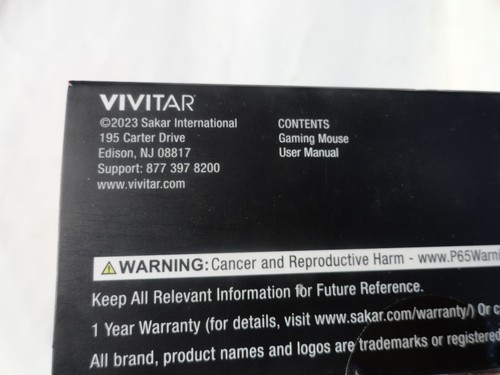 VIVITAR
©2023 Sakar International
195 Carter Drive
Edison, NJ 08817
Support: 877 397 8200
www.vivitar.com
CONTENTS
Gaming Mouse
User Manual
WARNING: Cancer and Reproductive Harm - www.P65Warni
Keep All Relevant Information for Future Reference.
1 Year Warranty (for details, visit www.sakar.com/warranty/) Or c
All brand, product names and logos are trademarks or registered